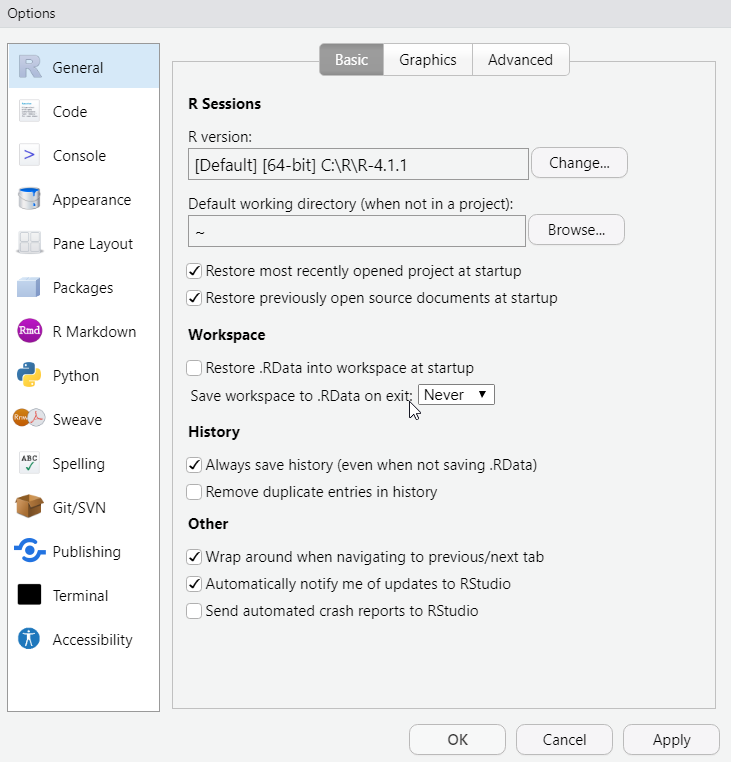 Options
General
Code
Console
Appearance
Pane Layout
Packages
Rmd R Markdown
Python
Rnw Sweave
ABC Spelling
Git/SVN
Publishing
Terminal
Accessibility
Basic Graphics Advanced
R Sessions
R version:
[Default] [64-bit] C:\R\R-4.1.1 Change...
Default working directory (when not in a project):
~ Browse...
Restore most recently opened project at startup
Restore previously open source documents at startup
Workspace
Restore .RData into workspace at startup
Save workspace to .RData on exit: Never
History
Always save history (even when not saving .RData)
Remove duplicate entries in history
Other
Wrap around when navigating to previous/next tab
Automatically notify me of updates to RStudio
Send automated crash reports to RStudio
OK Cancel Apply